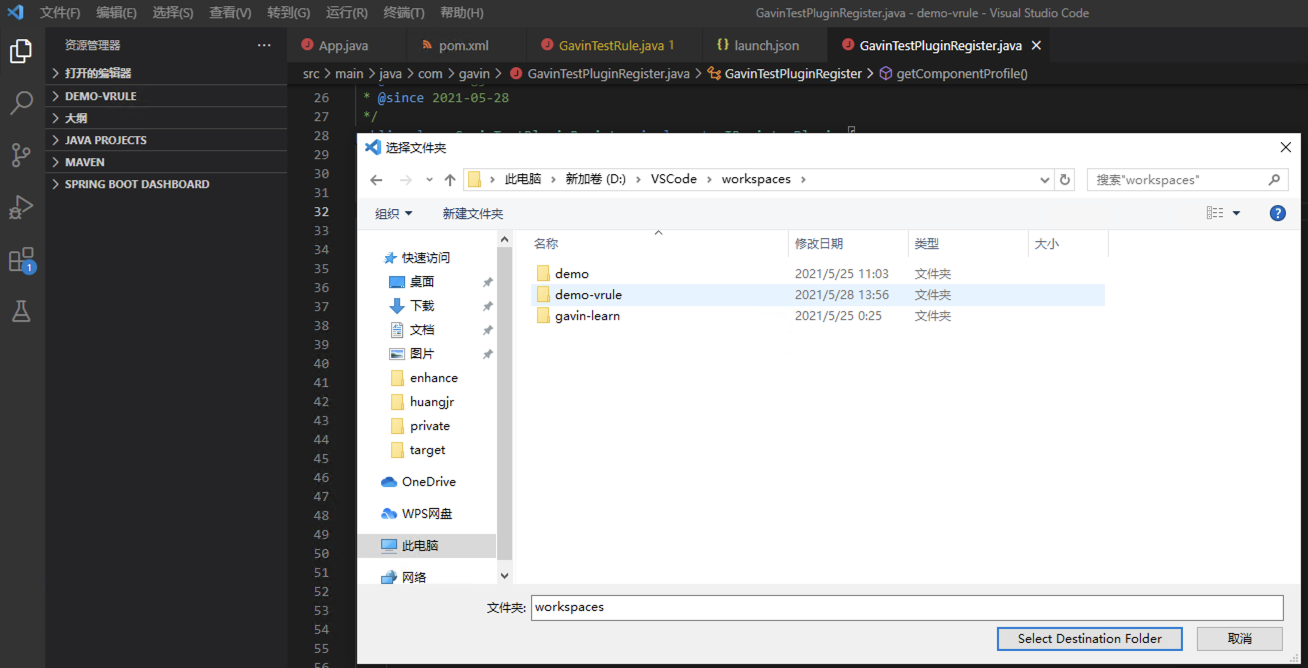 文件(F) 编辑(E) 选择(S) 查看(V) 转到(G) 运行(R) 终端(T) 帮助(H) GavinTestPluginRegister.java - demo-vrule - Visual Studio Code
资源管理器 ···
App.java pom.xml GavinTestRule.java 1 {} launch.json GavinTestPluginRegister.java
打开的编辑器
src > main > java > com > gavin > GavinTestPluginRegister.java > GavinTestPluginRegister > getComponentProfile()
DEMO-VRULE
大纲
JAVA PROJECTS
MAVEN
SPRING BOOT DASHBOARD
1
26 * @since 2021-05-28
27 */
28
29
30
31
32
33
34
35
36
37
38
39
40
41
42
43
44
45
46
47
48
49
50
51
52
53
54
55
56
选择文件夹
此电脑 > 新加卷 (D:) > VSCode > workspaces >
搜索"workspaces"
组织 新建文件夹
?
名称 修改日期 类型 大小
快速访问
桌面
下载
文档
图片
enhance
huangjr
private
target
OneDrive
WPS网盘
此电脑
网络
demo 2021/5/25 11:03 文件夹
demo-vrule 2021/5/28 13:56 文件夹
gavin-learn 2021/5/25 0:25 文件夹
文件夹: workspaces
Select Destination Folder 取消